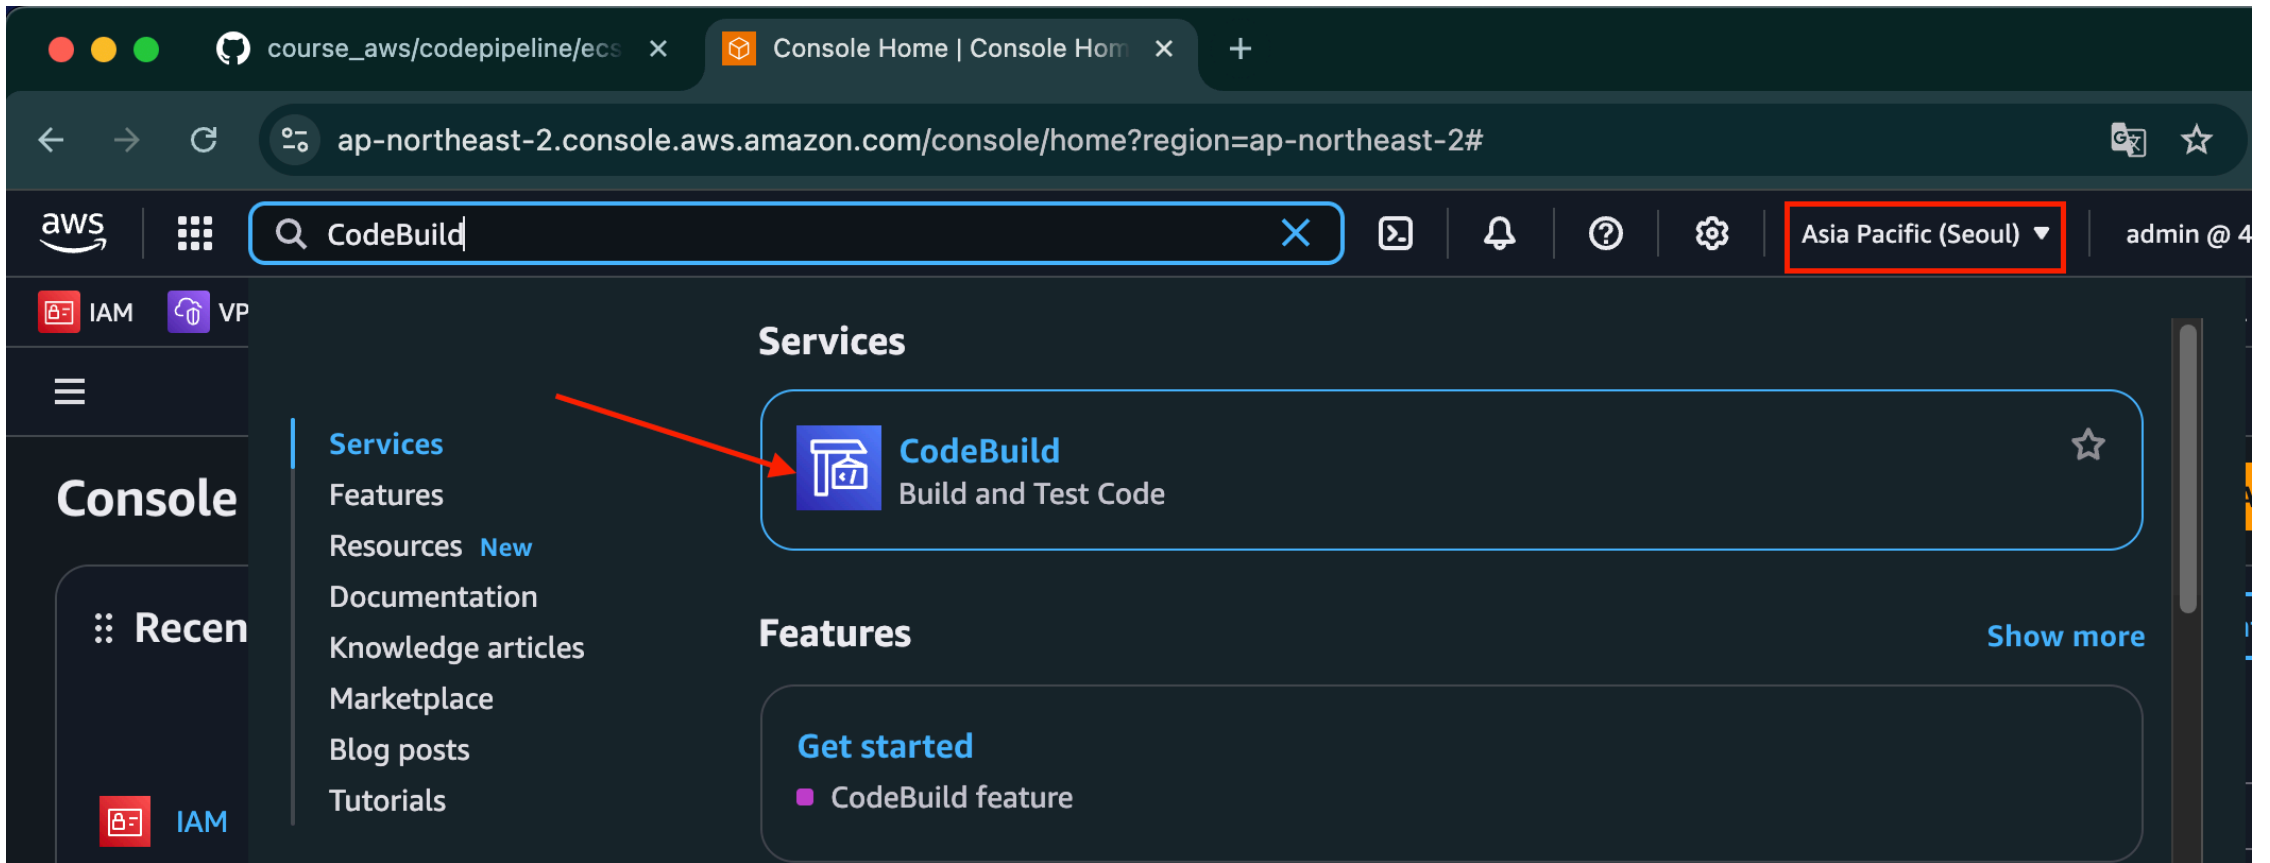 course_aws/codepipeline/ecs
Console Home | Console Hom
ap-northeast-2.console.aws.amazon.com/console/home?region=ap-northeast-2#
aws
CodeBuild
Asia Pacific (Seoul)
admin @ 4
IAM
VP
Services
Services
Features
Resources New
Documentation
Knowledge articles
Marketplace
Blog posts
Tutorials
CodeBuild
Build and Test Code
Features
Show more
Get started
CodeBuild feature
Console
Recen
IAM